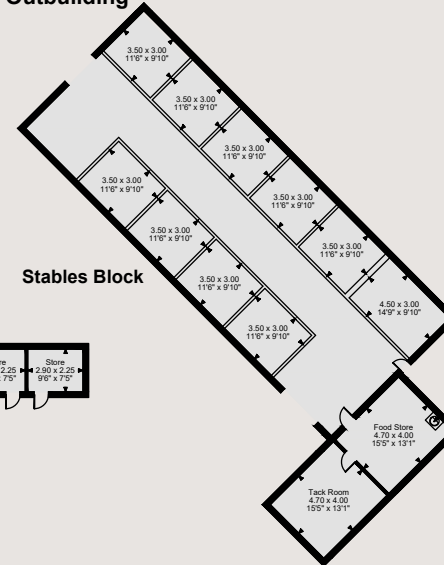 Outbuilding
3.50 x 3.00
11'6" x 9'10"
3.50 x 3.00
11'6" x 9'10"
3.50 x 3.00
11'6" x 9'10"
3.50 x 3.00
11'6" x 9'10"
3.50 x 3.00
11'6" x 9'10"
4.50 x 3.00
14'9" x 9'10"
3.50 x 3.00
11'6" x 9'10"
3.50 x 3.00
11'6" x 9'10"
3.50 x 3.00
11'6" x 9'10"
3.50 x 3.00
11'6" x 9'10"
Stables Block
Store
2.90 x 2.25
9'6" x 7'5"
2.25
x 7'5"
Food Store
4.70 x 4.00
15'5" x 13'1"
Tack Room
4.70 x 4.00
15'5" x 13'1"